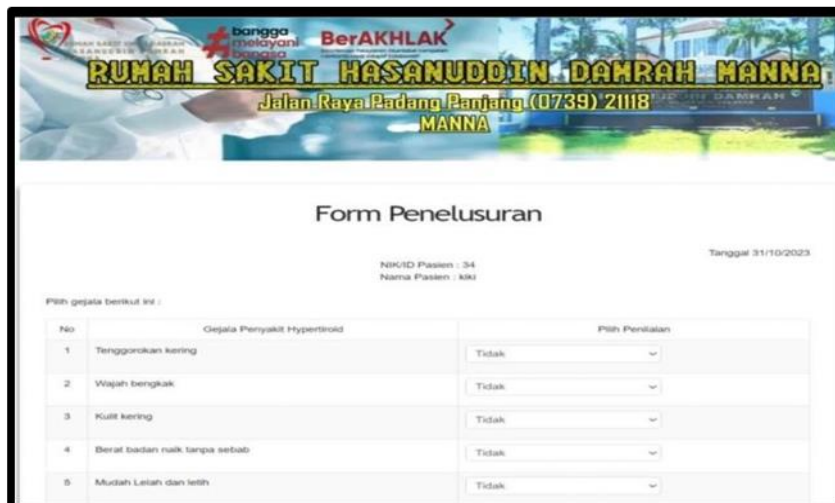 #bangga
melayani
bangsa
BerAKHLAK
RUMAH SAKIT HASANUDDIN DAMRAH MANNA
Jalan Raya Padang Panjang (0739) 21118
MANNA
Form Penelusuran
Tanggal 31/10/2023
NIK/ID Pasien : 34
Nama Pasien : kiki
Pilih gejala berikut ini :
No Gejala Penyakit Hypertiroid Pilih Penilaian
1 Tenggorokan kering Tidak
2 Wajah bengkak Tidak
3 Kulit kering Tidak
4 Berat badan naik tanpa sebab Tidak
5 Mudah Lelah dan letih Tidak